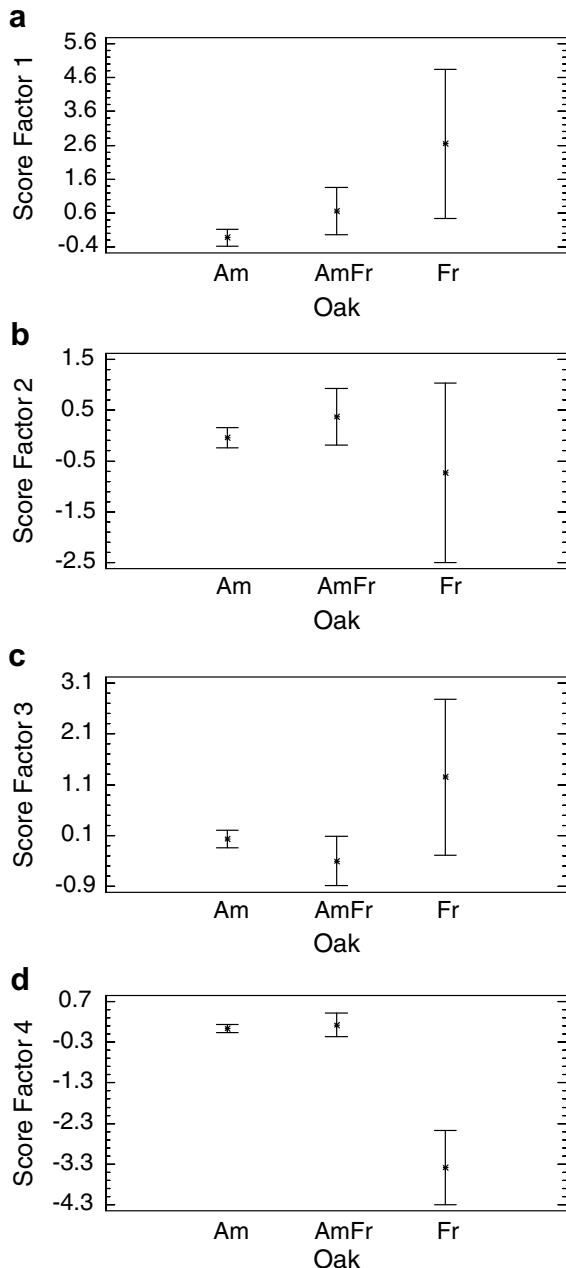 a
Score Factor 1
5.6
4.6
3.6
2.6
1.6
0.6
-0.4
Am AmFr Fr
Oak
b
Score Factor 2
1.5
0.5
-0.5
-1.5
-2.5
Am AmFr Fr
Oak
c
Score Factor 3
3.1
2.1
1.1
0.1
-0.9
Am AmFr Fr
Oak
d
Score Factor 4
0.7
-0.3
-1.3
-2.3
-3.3
-4.3
Am AmFr Fr
Oak